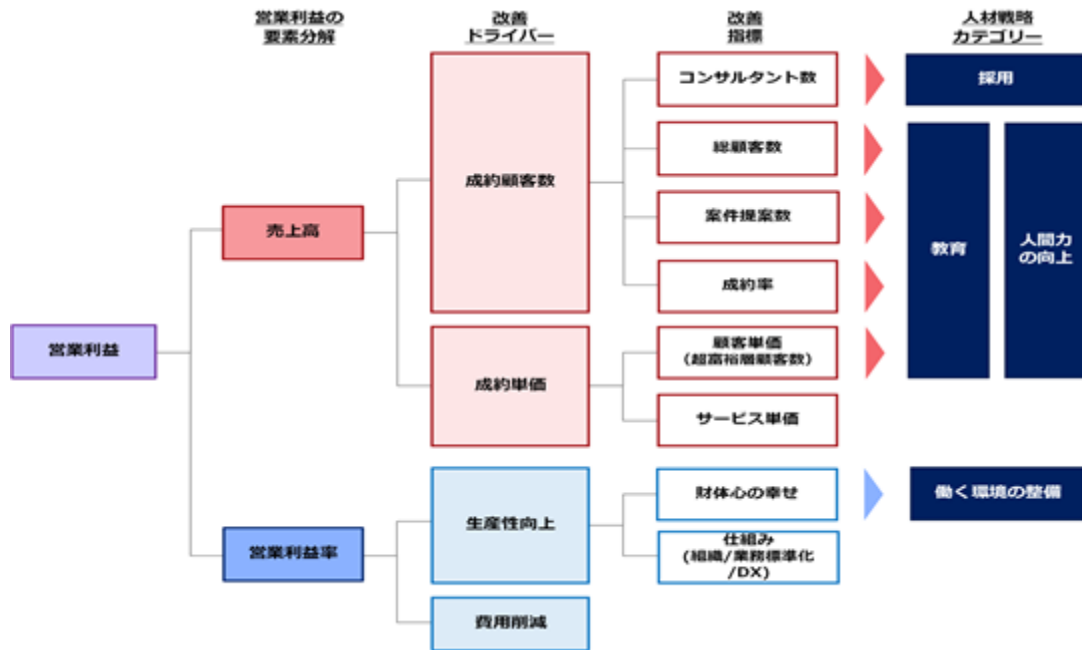 営業利益の
要素分解
改善
ドライバー
改善
指標
人材戦略
カテゴリー
営業利益
売上高
営業利益率
成約顧客数
成約単価
生産性向上
費用削減
コンサルタント数
総顧客数
案件提案数
成約率
顧客単価
(超富裕層顧客数)
サービス単価
財体心の幸せ
仕組み
(組織/業務標準化
/DX)
採用
教育
人間力
の向上
働く環境の整備